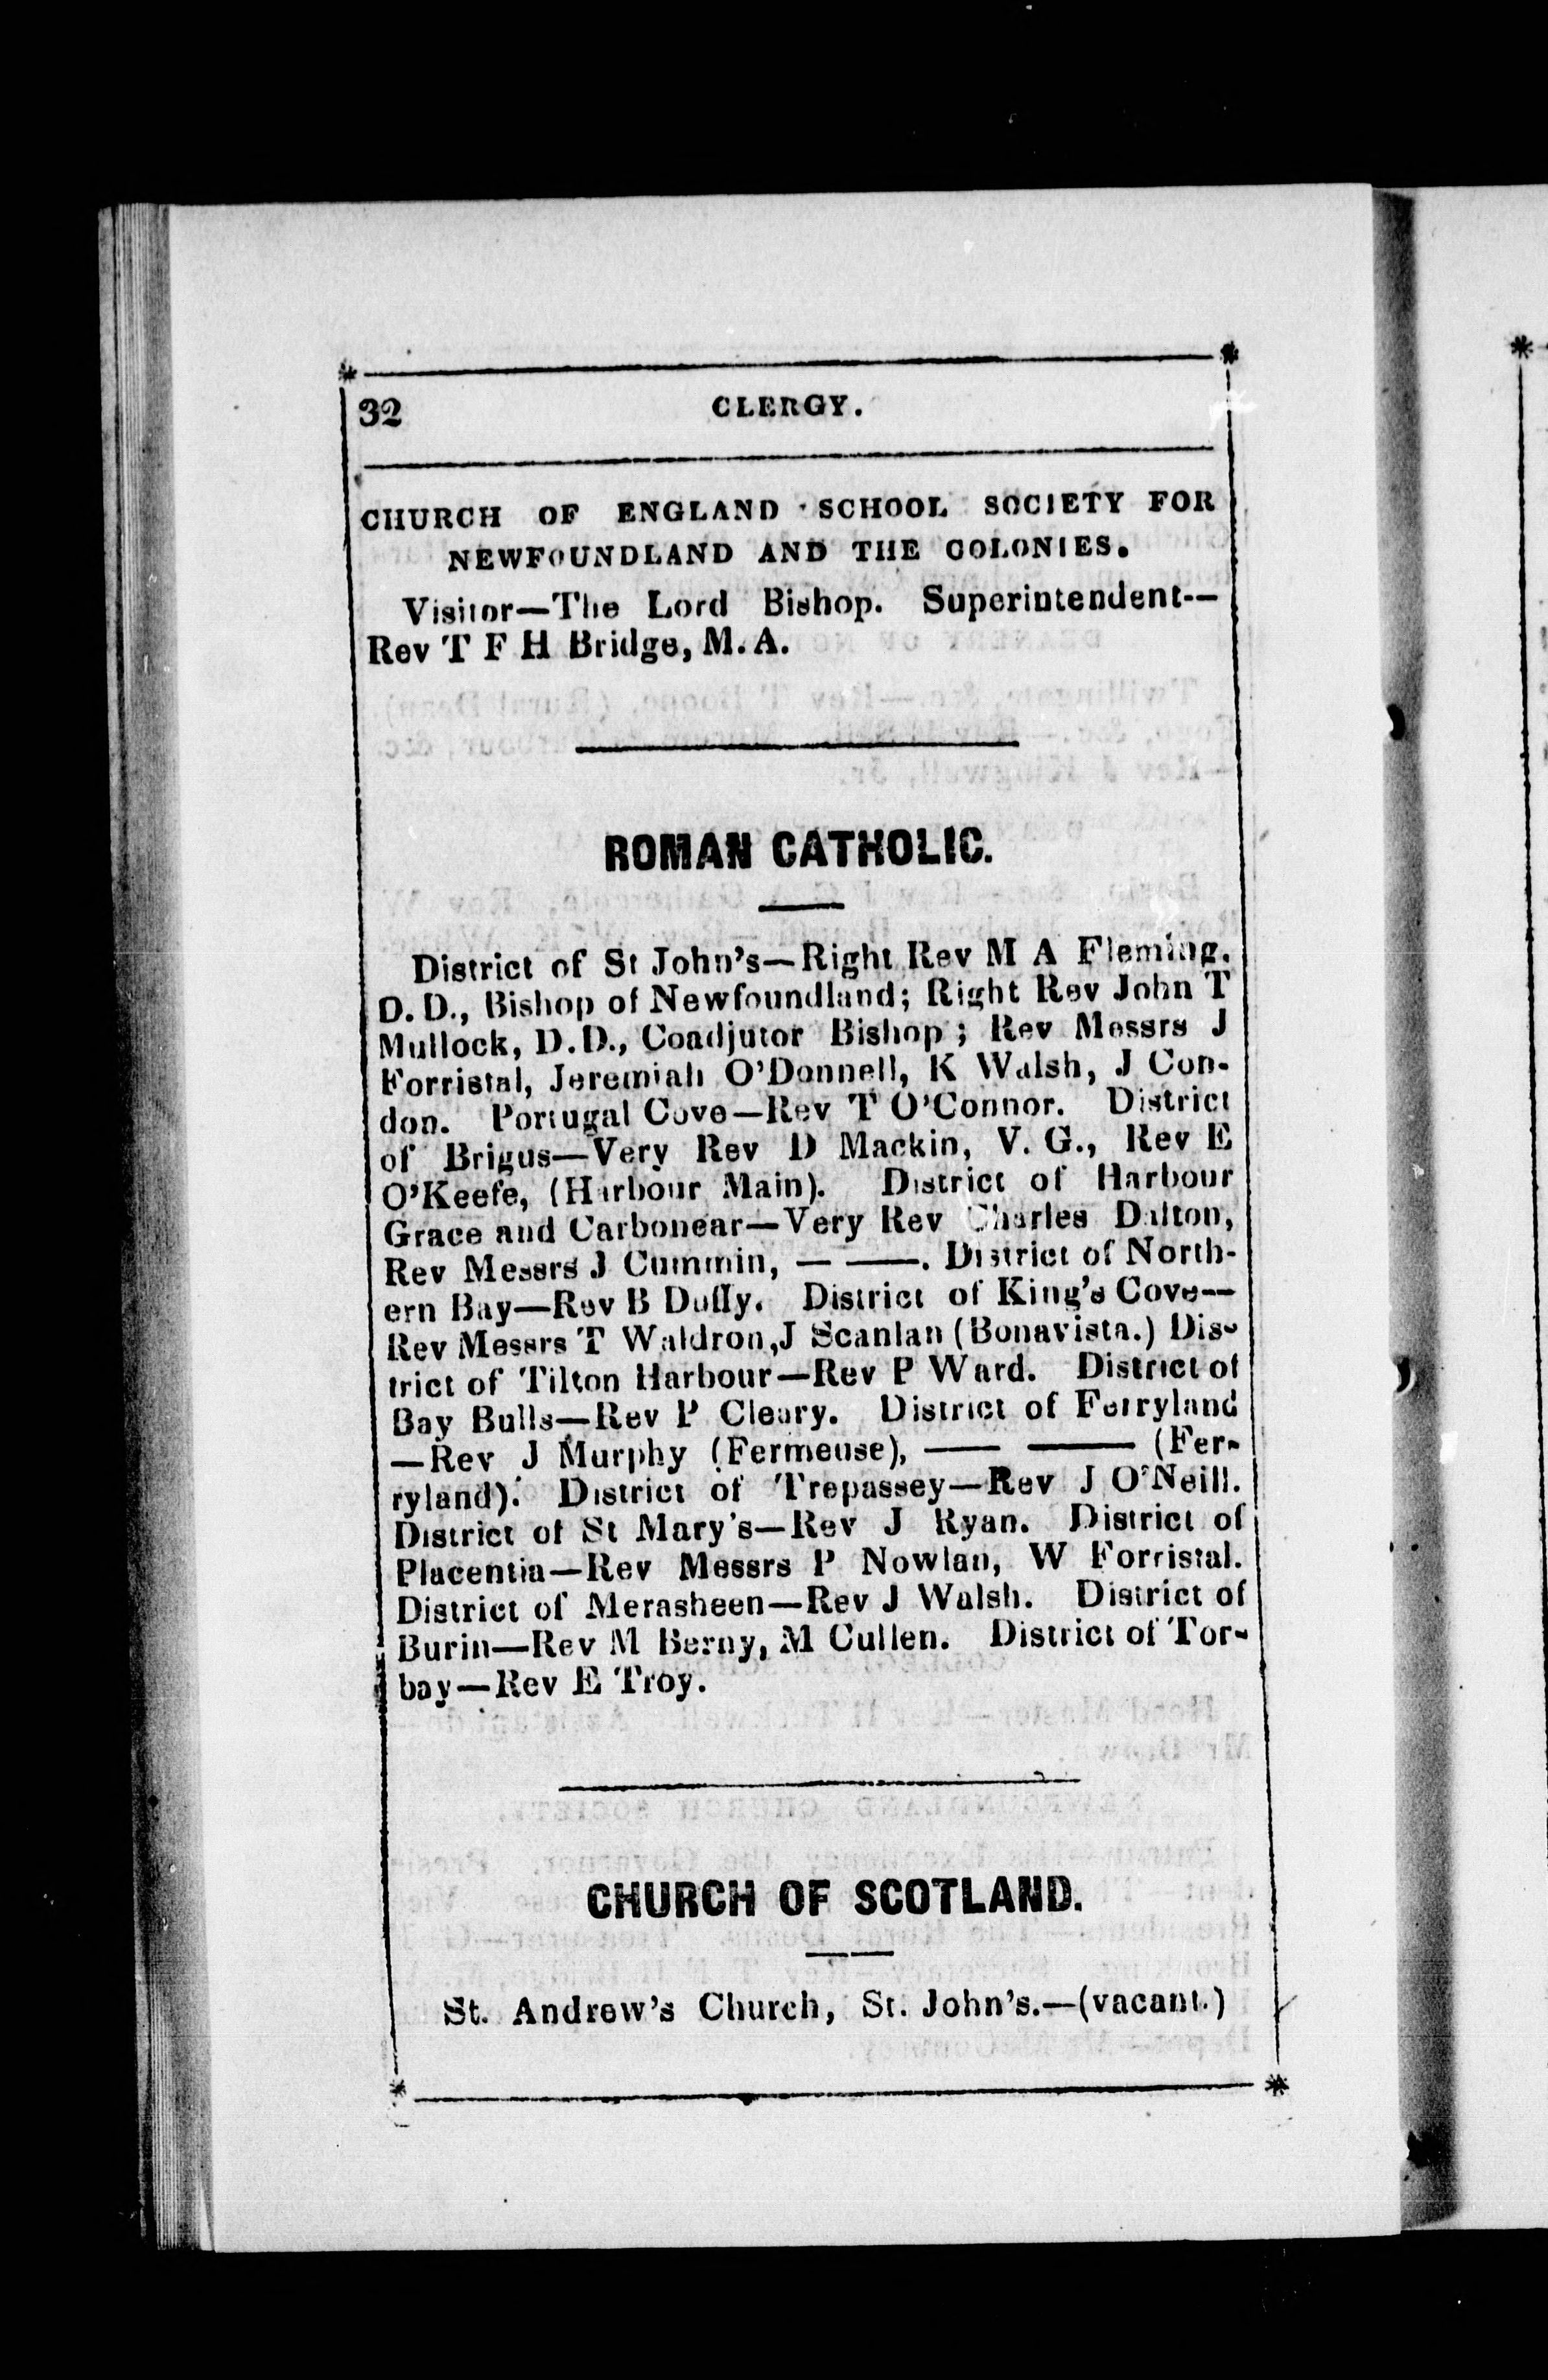 32 CLERGY.
CHURCH OF ENGLAND SCHOOL SOCIETY FOR
NEWFOUNDLAND AND THE COLONIES.
Visitor—The Lord Bishop. Superintendent--
Rev T F H Bridge, M. A.
ROMAN CATHOLIC.
District of St John's—Right Rev M A Fleming,
D. D., Bishop of Newfoundland; Right Rev John T
Mullock, D.D., Coadjutor Bishop; Rev Messrs J
Forristal, Jeremiah O'Donnell, K Walsh, J Con-
don. Portugal Cove—Rev T O'Connor. District
of Brigus—Very Rev D Mackin, V. G., Rev E
O'Keefe, (Harbour Main). District of Harbour
Grace and Carbonear—Very Rev Charles Dalton,
Rev Messrs J Cummin, — ——. District of North-
ern Bay—Rev B Duffy. District of King's Cove—
Rev Messrs T Waldron,J Scanlan (Bonavista.) Dis-
trict of Tilton Harbour—Rev P Ward. District of
Bay Bulls—Rev P Cleary. District of Ferryland
—Rev J Murphy (Fermeuse), —— —— (Fer-
ryland). District of Trepassey—Rev J O'Neill.
District of St Mary's—Rev J Ryan. District of
Placentia—Rev Messrs P Nowlan, W Forristal.
District of Merasheen—Rev J Walsh. District of
Burin—Rev M Berny, M Cullen. District of Tor-
bay—Rev E Troy.
CHURCH OF SCOTLAND.
St. Andrew's Church, St. John's.—(vacant.)